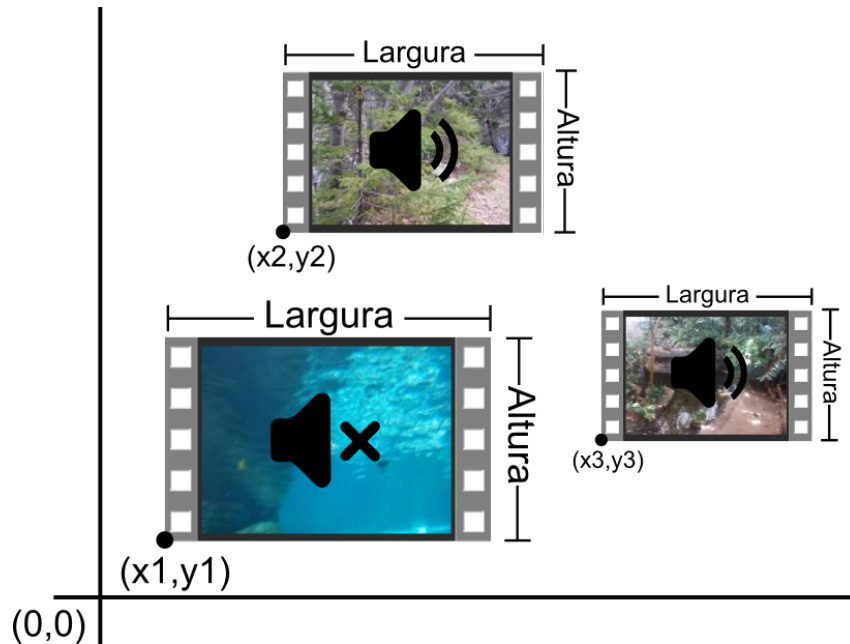 Largura
Altura
(x2,y2)
Largura
Altura
(x3,y3)
Largura
Altura
(x1,y1)
(0,0)